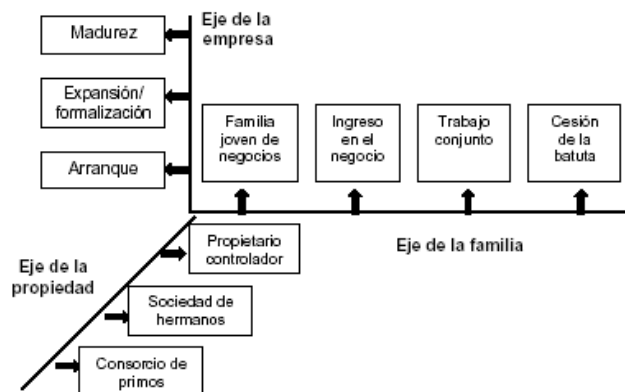 Madurez
Eje de la
empresa
Expansión/
formalización
Arranque
Familia
joven de
negocios
Ingreso
en el
negocio
Trabajo
conjunto
Cesión
de la
batuta
Eje de la familia
Propietario
controlador
Eje de la
propiedad
Sociedad de
hermanos
Consorcio de
primos